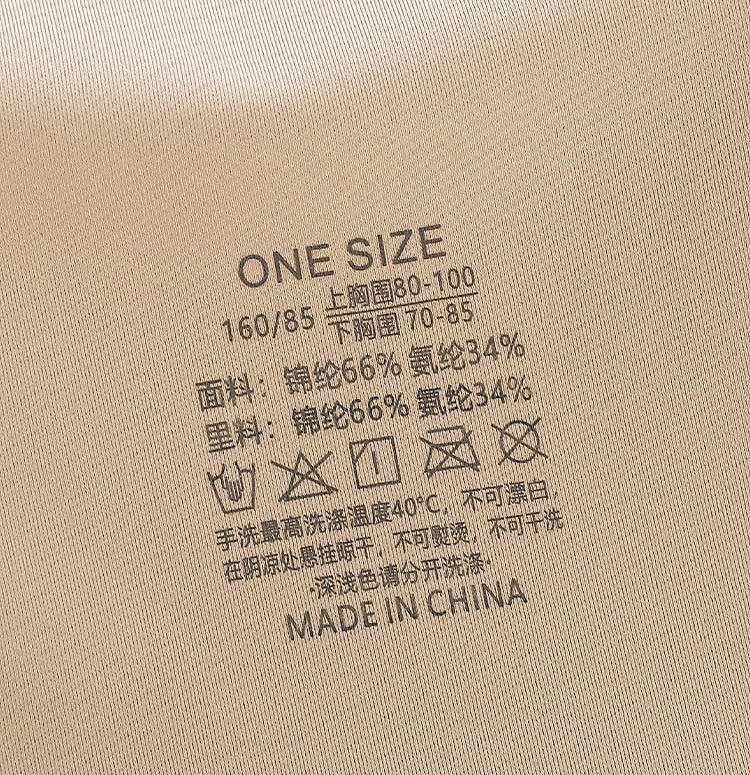 ONE SIZE
160/85 上胸围80-100
下胸围 70-85
面料：锦纶66% 氨纶34%
里料：锦纶66% 氨纶34%
手洗最高洗涤温度40°C，不可漂白，
在阴凉处悬挂晾干，不可熨烫，不可干洗
·深浅色请分开洗涤·
MADE IN CHINA